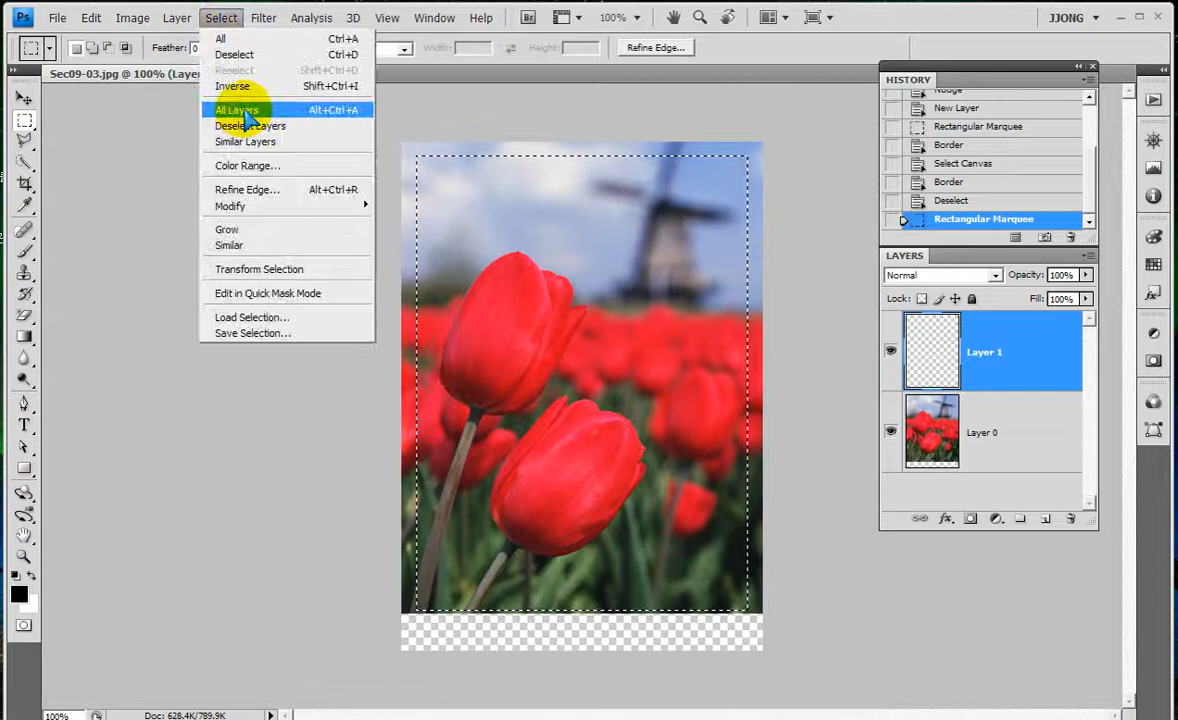 Ps File Edit Image Layer Select Filter Analysis 3D View Window Help Br 100% JJONG
Feather: 0 Width: Height: Refine Edge...
Sec09-03.jpg @ 100% (Laye
All Ctrl+A
Deselect Ctrl+D
Reselect Shift+Ctrl+D
Inverse Shift+Ctrl+I
All Layers Alt+Ctrl+A
Deselect Layers
Similar Layers
Color Range...
Refine Edge... Alt+Ctrl+R
Modify
Grow
Similar
Transform Selection
Edit in Quick Mask Mode
Load Selection...
Save Selection...
HISTORY
Nudge
New Layer
Rectangular Marquee
Border
Select Canvas
Border
Deselect
Rectangular Marquee
LAYERS
Normal Opacity: 100%
Lock: Fill: 100%
Layer 1
Layer 0
100% Doc: 628.4K/789.9K